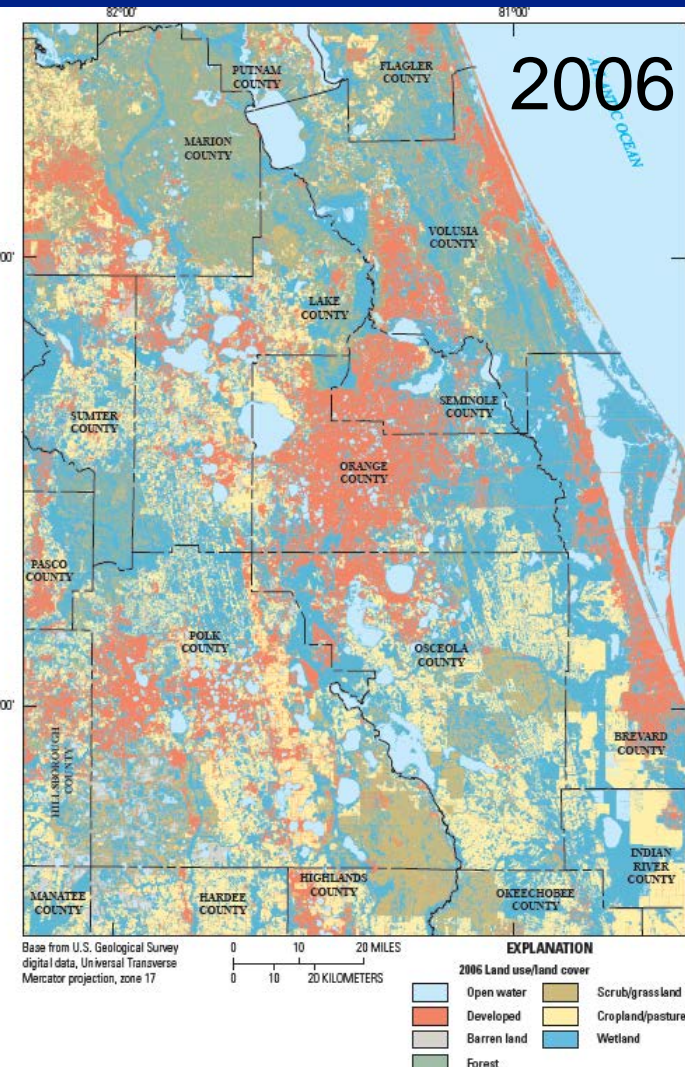 82°00'
81°00'
2006
ATLANTIC OCEAN
PUTNAM
COUNTY
FLAGLER
COUNTY
MARION
COUNTY
VOLUSIA
COUNTY
00'
LAKE
COUNTY
SUMTER
COUNTY
SEMINOLE
COUNTY
ORANGE
COUNTY
PASCO
COUNTY
POLK
COUNTY
OSCEOLA
COUNTY
00'
HILLSBOROUGH
COUNTY
BREVARD
COUNTY
INDIAN
RIVER
COUNTY
MANATEE
COUNTY
HARDEE
COUNTY
HIGHLANDS
COUNTY
OKEECHOBEE
COUNTY
Base from U.S. Geological Survey
digital data, Universal Transverse
Mercator projection, zone 17
0 10 20 MILES
0 10 20 KILOMETERS
EXPLANATION
2006 Land use/land cover
Open water
Developed
Barren land
Forest
Scrub/grassland
Cropland/pasture
Wetland